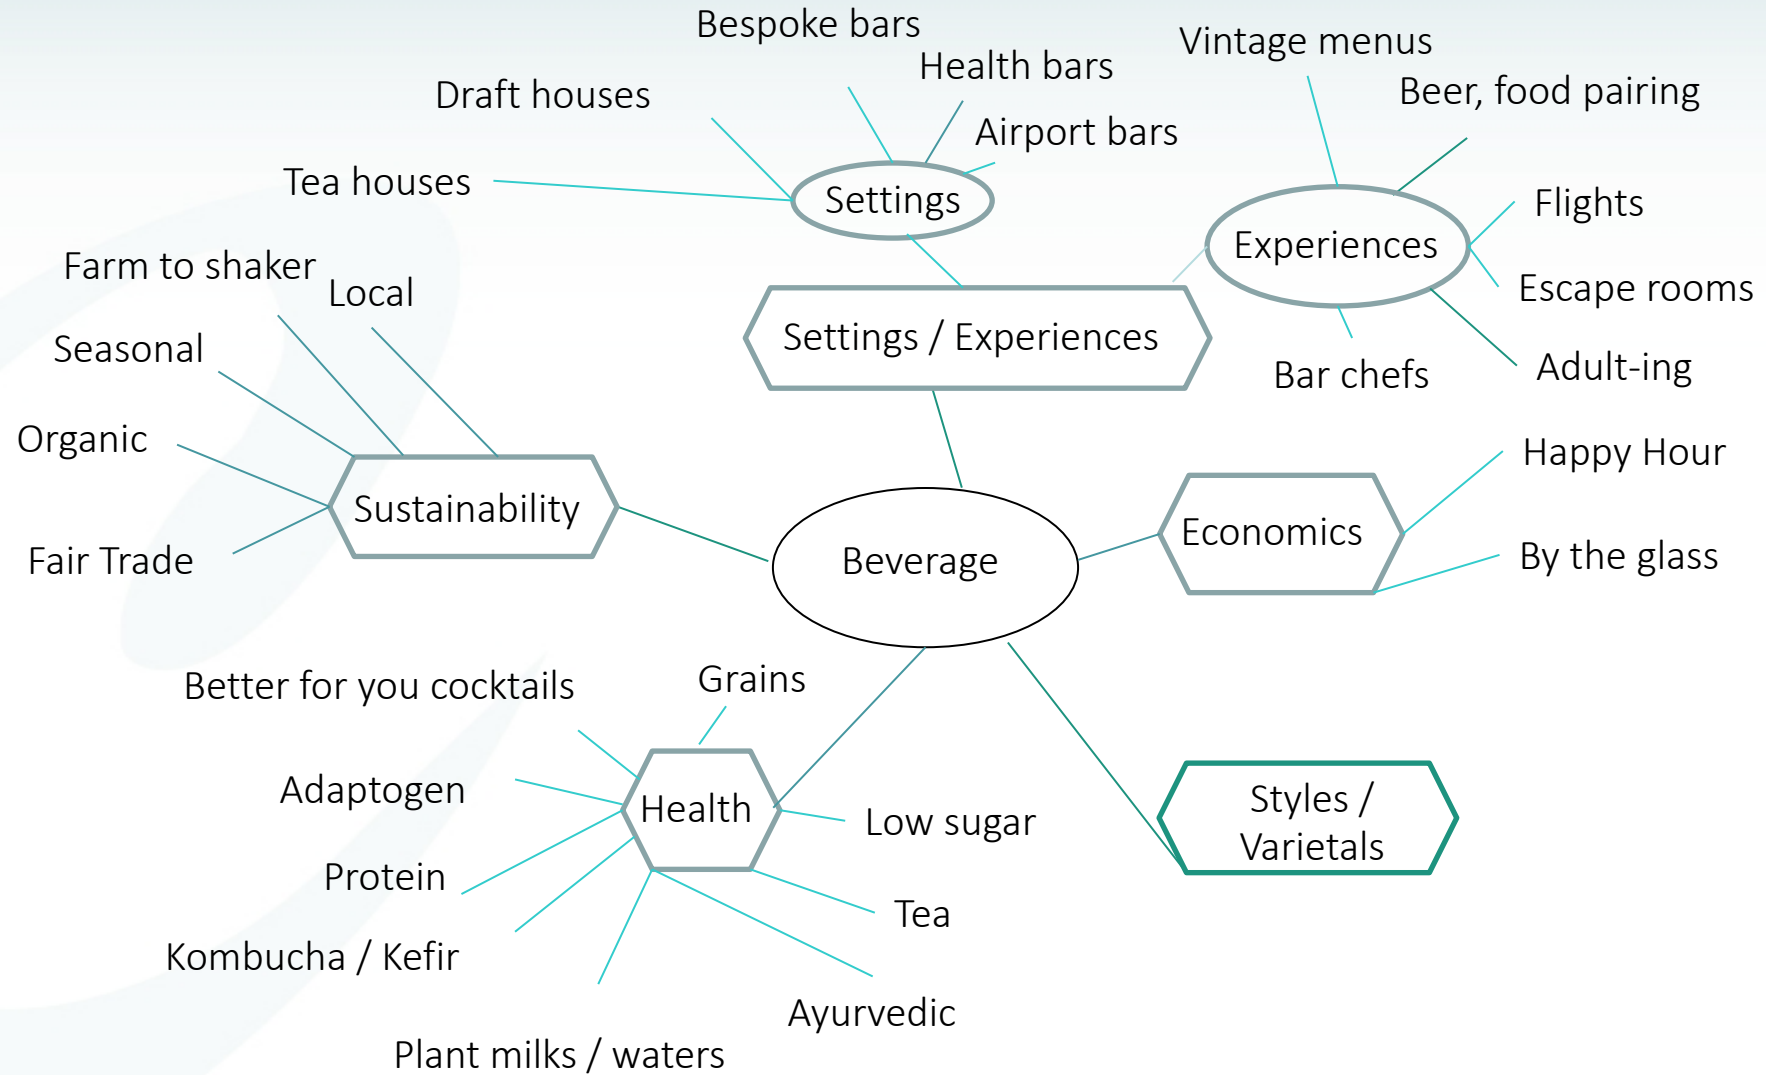 Bespoke bars
Vintage menus
Health bars
Draft houses
Beer, food pairing
Airport bars
Tea houses
Settings
Flights
Experiences
Farm to shaker
Local
Escape rooms
Settings / Experiences
Seasonal
Bar chefs
Adult-ing
Organic
Happy Hour
Sustainability
Economics
Fair Trade
Beverage
By the glass
Better for you cocktails
Grains
Adaptogen
Health
Low sugar
Styles /
Varietals
Protein
Tea
Kombucha / Kefir
Ayurvedic
Plant milks / waters